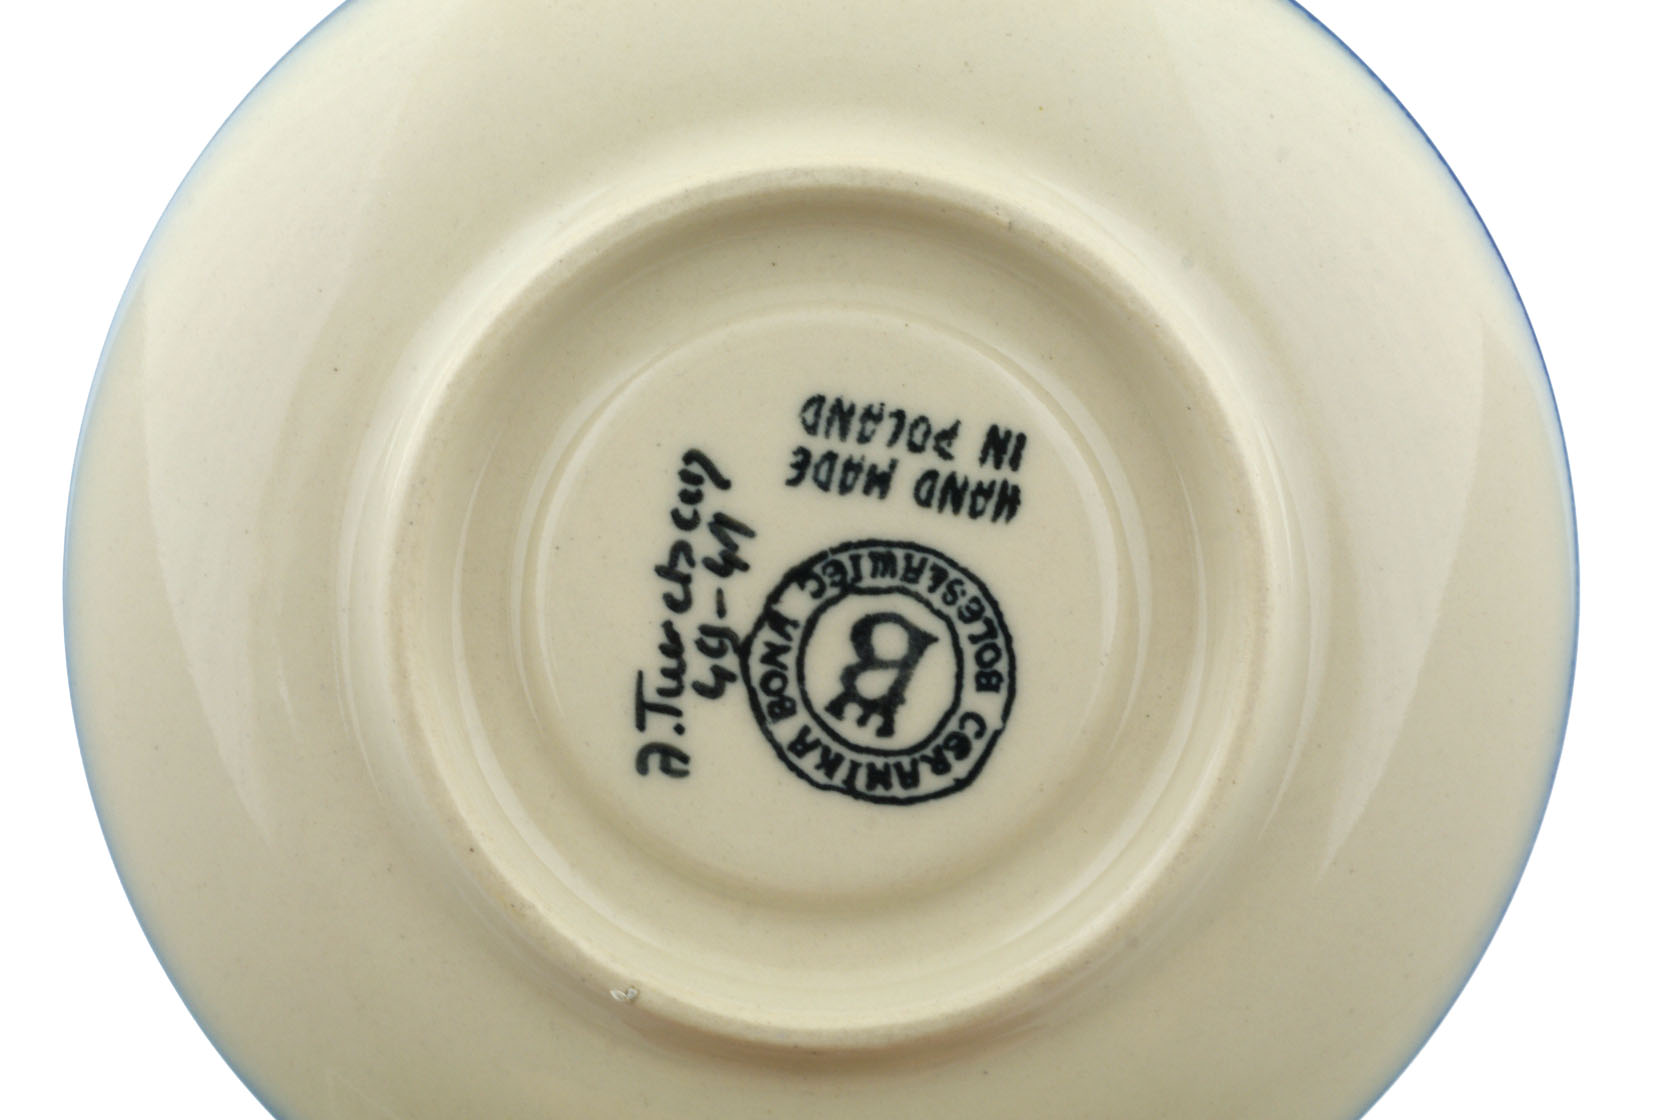 HAND MADE
IN POLAND
CERAMIKA BONA BOLESŁAWIEC
B